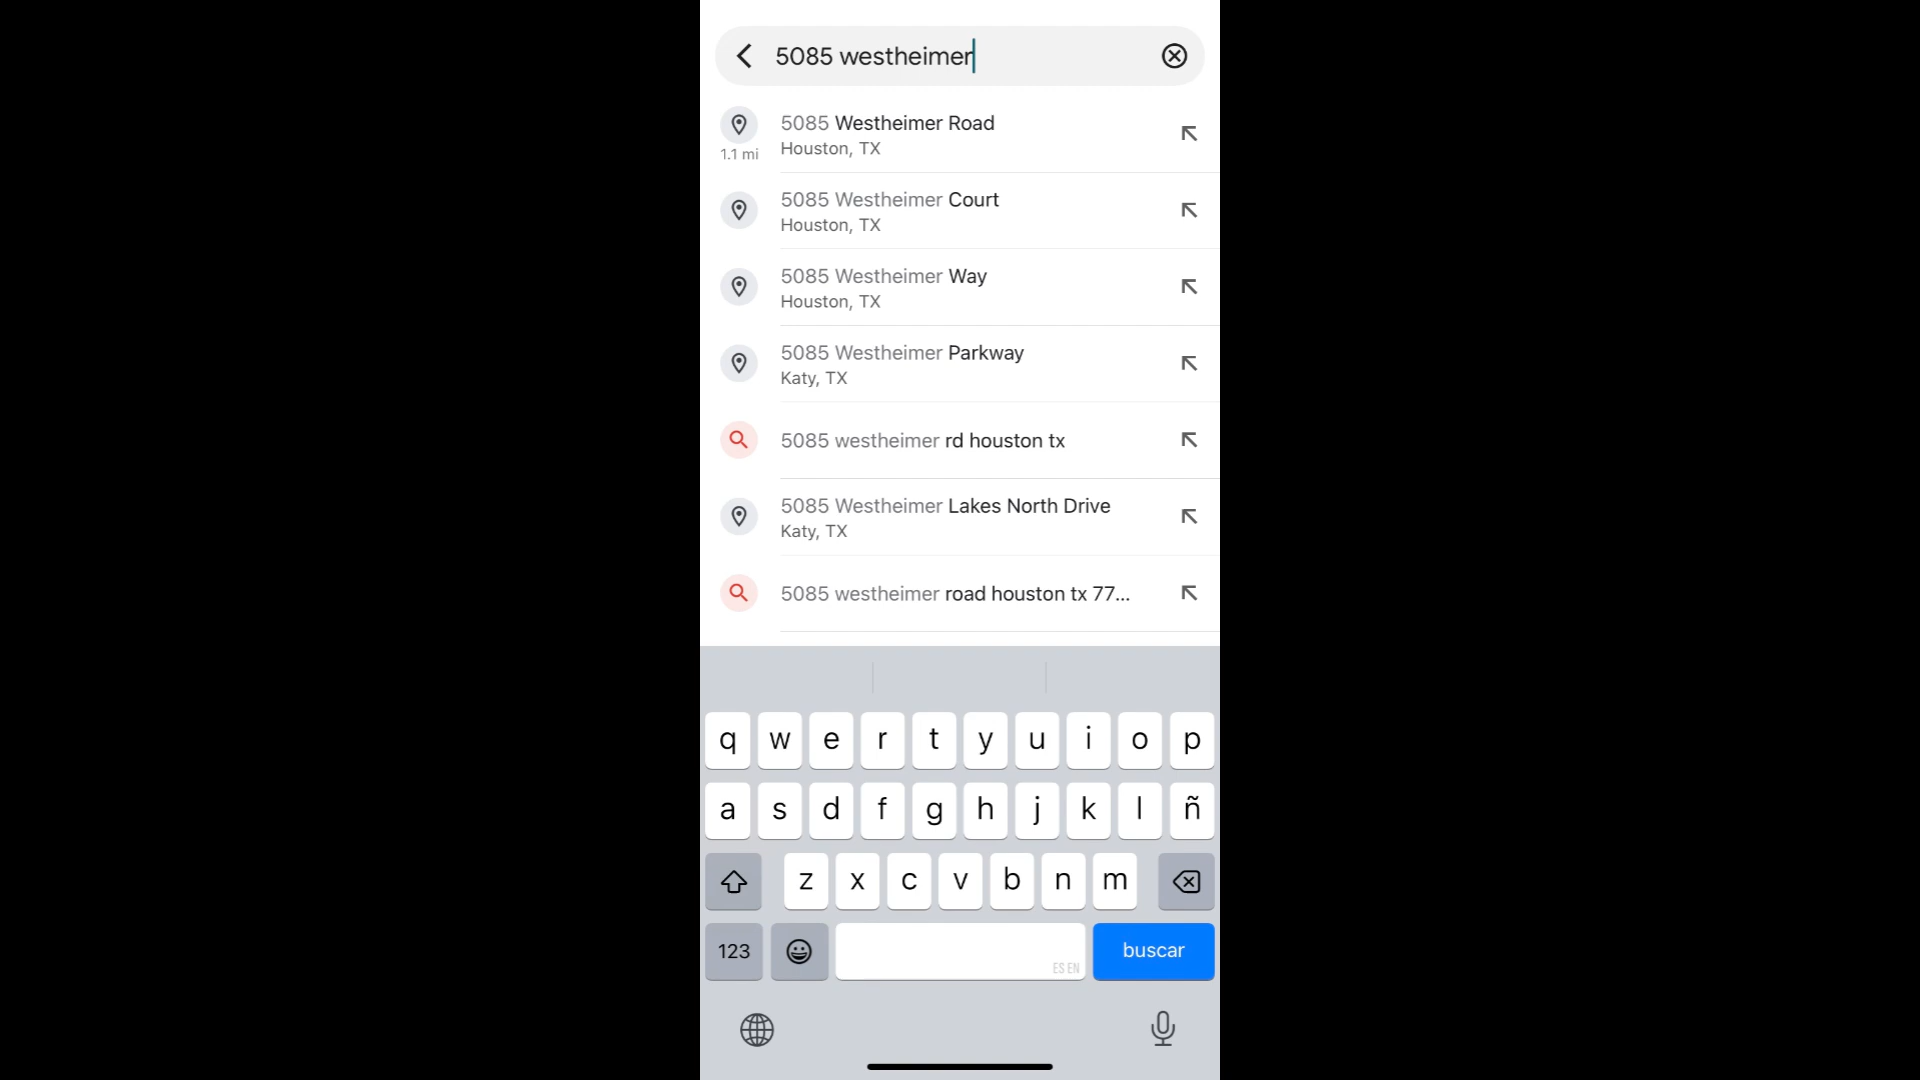 5085 westheimer
5085 Westheimer Road
Houston, TX
1.1 mi
5085 Westheimer Court
Houston, TX
5085 Westheimer Way
Houston, TX
5085 Westheimer Parkway
Katy, TX
5085 westheimer rd houston tx
5085 Westheimer Lakes North Drive
Katy, TX
5085 westheimer road houston tx 77...
q w e r t y u i o p
a s d f g h j k l ñ
z x c v b n m
123
ES EN
buscar